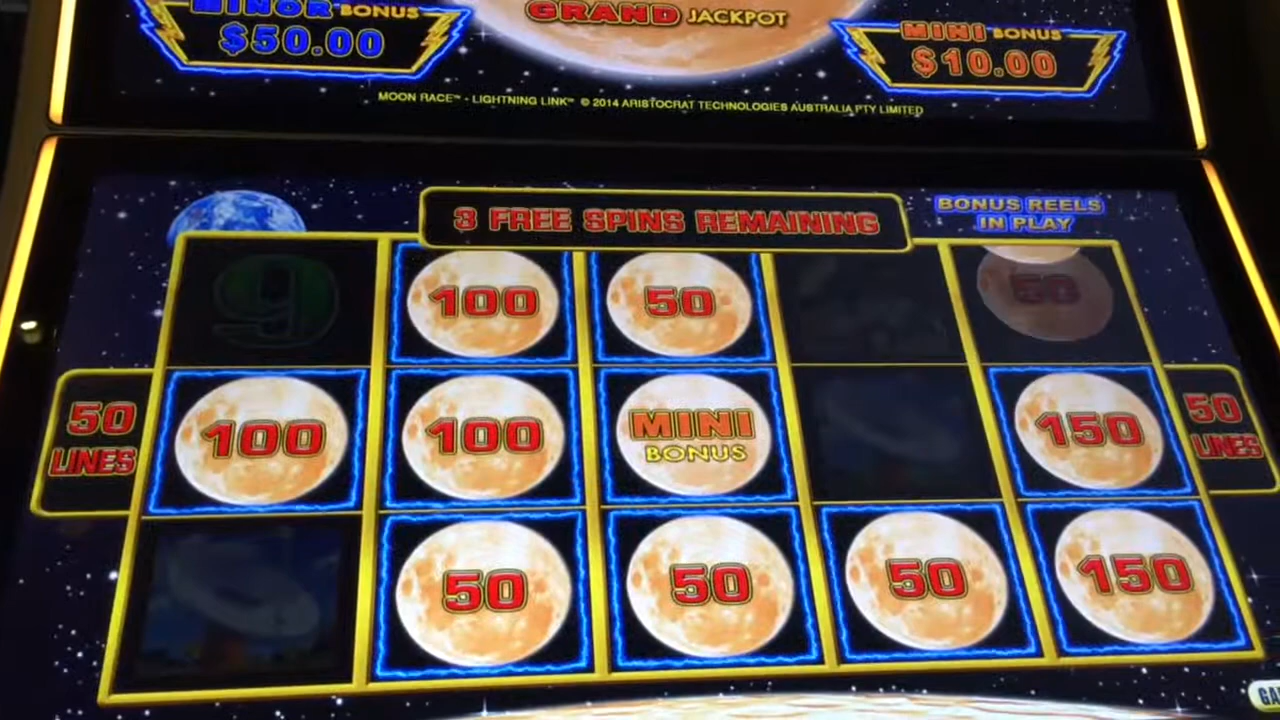 MINOR BONUS
$50.00
GRAND JACKPOT
MINI BONUS
$10.00
MOON RACE™ - LIGHTNING LINK™ © 2014 ARISTOCRAT TECHNOLOGIES AUSTRALIA PTY LIMITED
3 FREE SPINS REMAINING
BONUS REELS
IN PLAY
9
100
50
50
50
LINES
100
100
MINI
BONUS
150
50
LINES
50
50
50
150